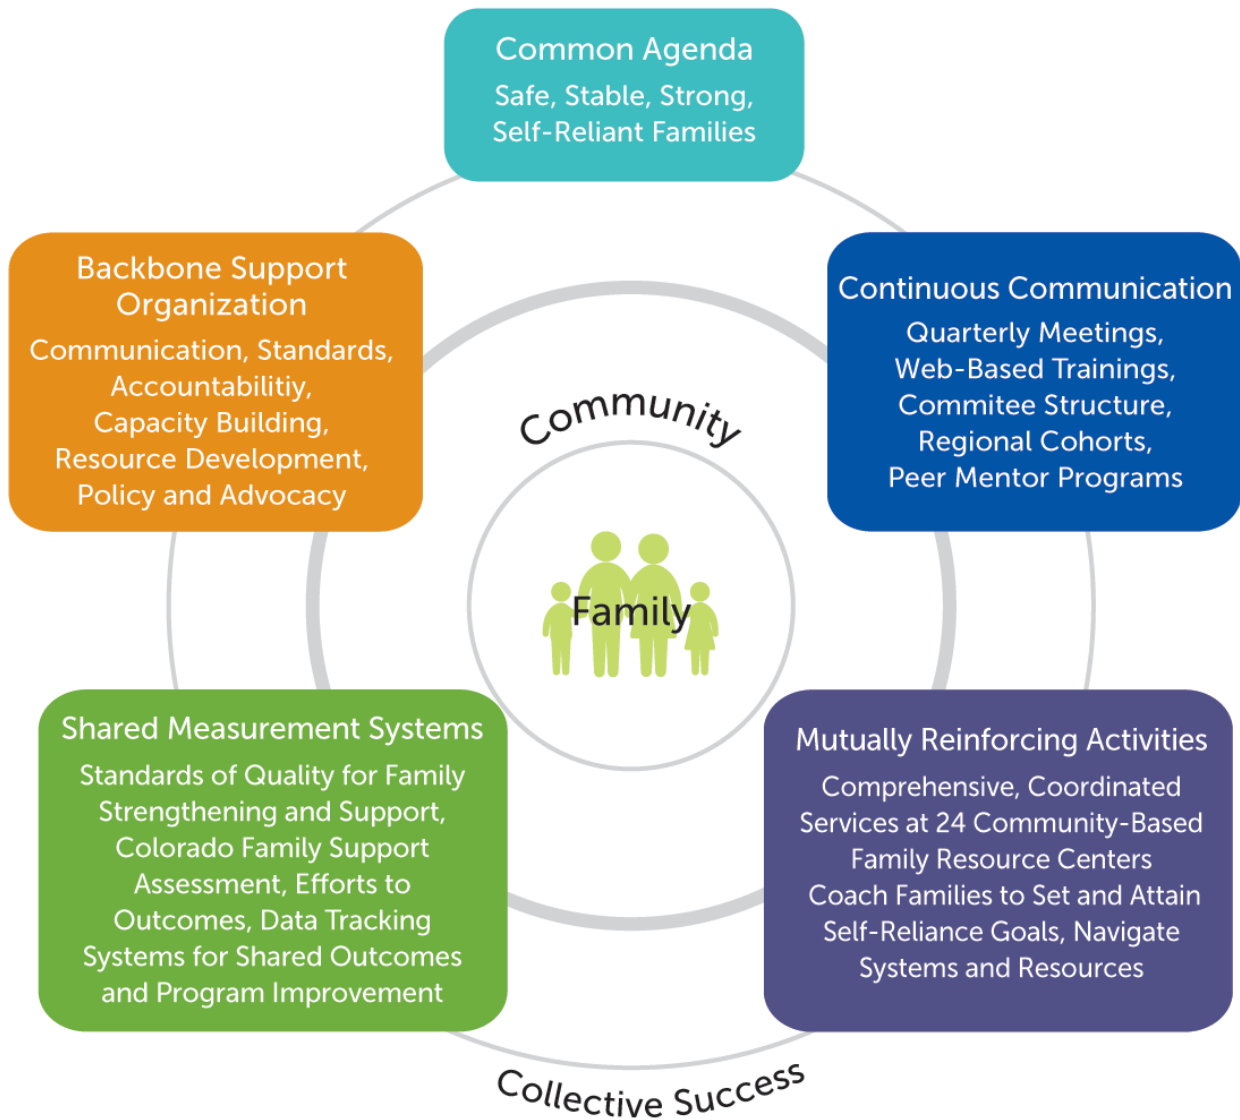 Common Agenda
Safe, Stable, Strong,
Self-Reliant Families
Backbone Support
Organization
Communication, Standards,
Accountabilitiy,
Capacity Building,
Resource Development,
Policy and Advocacy
Continuous Communication
Quarterly Meetings,
Web-Based Trainings,
Commitee Structure,
Regional Cohorts,
Peer Mentor Programs
Community
Family
Shared Measurement Systems
Standards of Quality for Family
Strengthening and Support,
Colorado Family Support
Assessment, Efforts to
Outcomes, Data Tracking
Systems for Shared Outcomes
and Program Improvement
Mutually Reinforcing Activities
Comprehensive, Coordinated
Services at 24 Community-Based
Family Resource Centers
Coach Families to Set and Attain
Self-Reliance Goals, Navigate
Systems and Resources
Collective Success